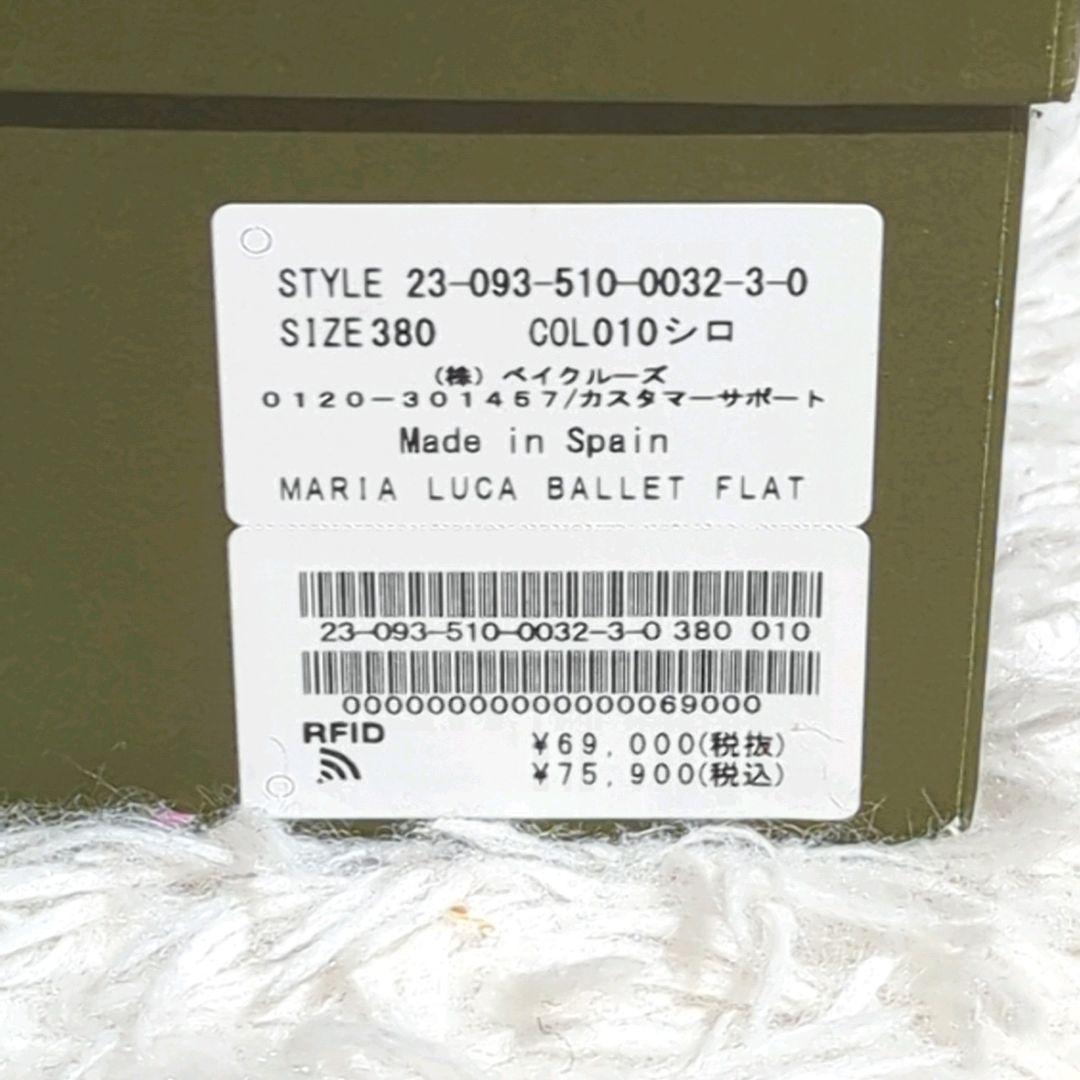 STYLE 23-093-510-0032-3-0
SIZE380 COL010シロ
(株)ベイクルーズ
0120-301457/カスタマーサポート
Made in Spain
MARIA LUCA BALLET FLAT
23-093-510-0032-3-0 380 010
0000000000000000069000
RFID
¥69,000(税抜)
¥75,900(税込)